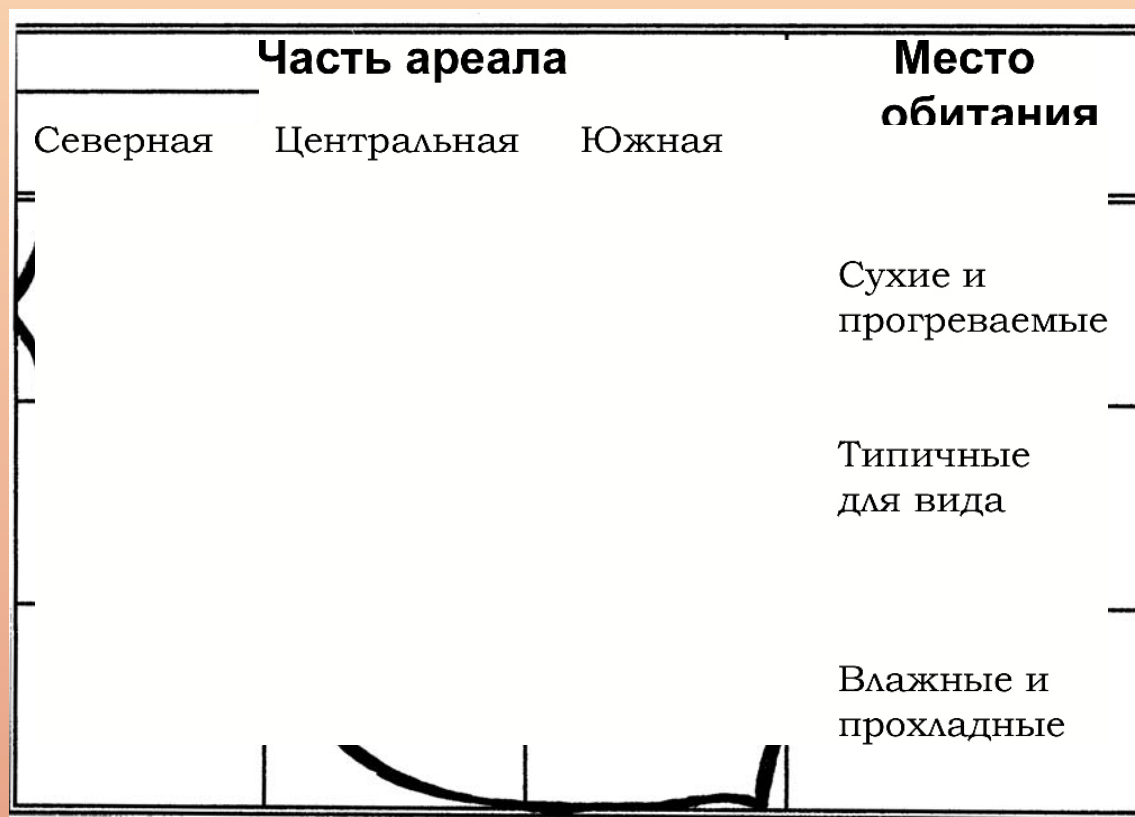 Часть ареала
Место
обитания
Северная
Центральная
Южная
Сухие и
прогреваемые
Типичные
для вида
Влажные и
прохладные